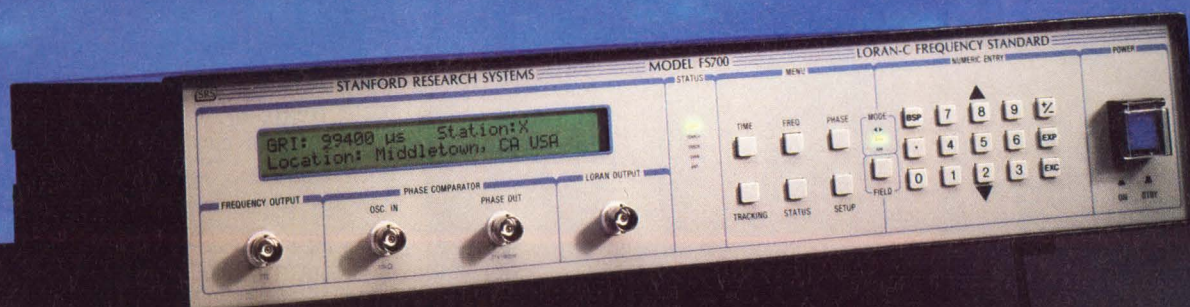 SRS STANFORD RESEARCH SYSTEMS MODEL FS700 LORAN-C FREQUENCY STANDARD
GRI: 99400 µs Station:X
Location: Middletown, CA USA
FREQUENCY OUTPUT
PHASE COMPARATOR
OSC. IN
PHASE OUT
LORAN OUTPUT
STATUS
MENU
TIME FREQ PHASE
TRACKING STATUS SETUP
MODE
FIELD
NUMERIC ENTRY
BSP 7 8 9 +/-
. 4 5 6 EXP
0 1 2 3 EXC
POWER
ON STBY